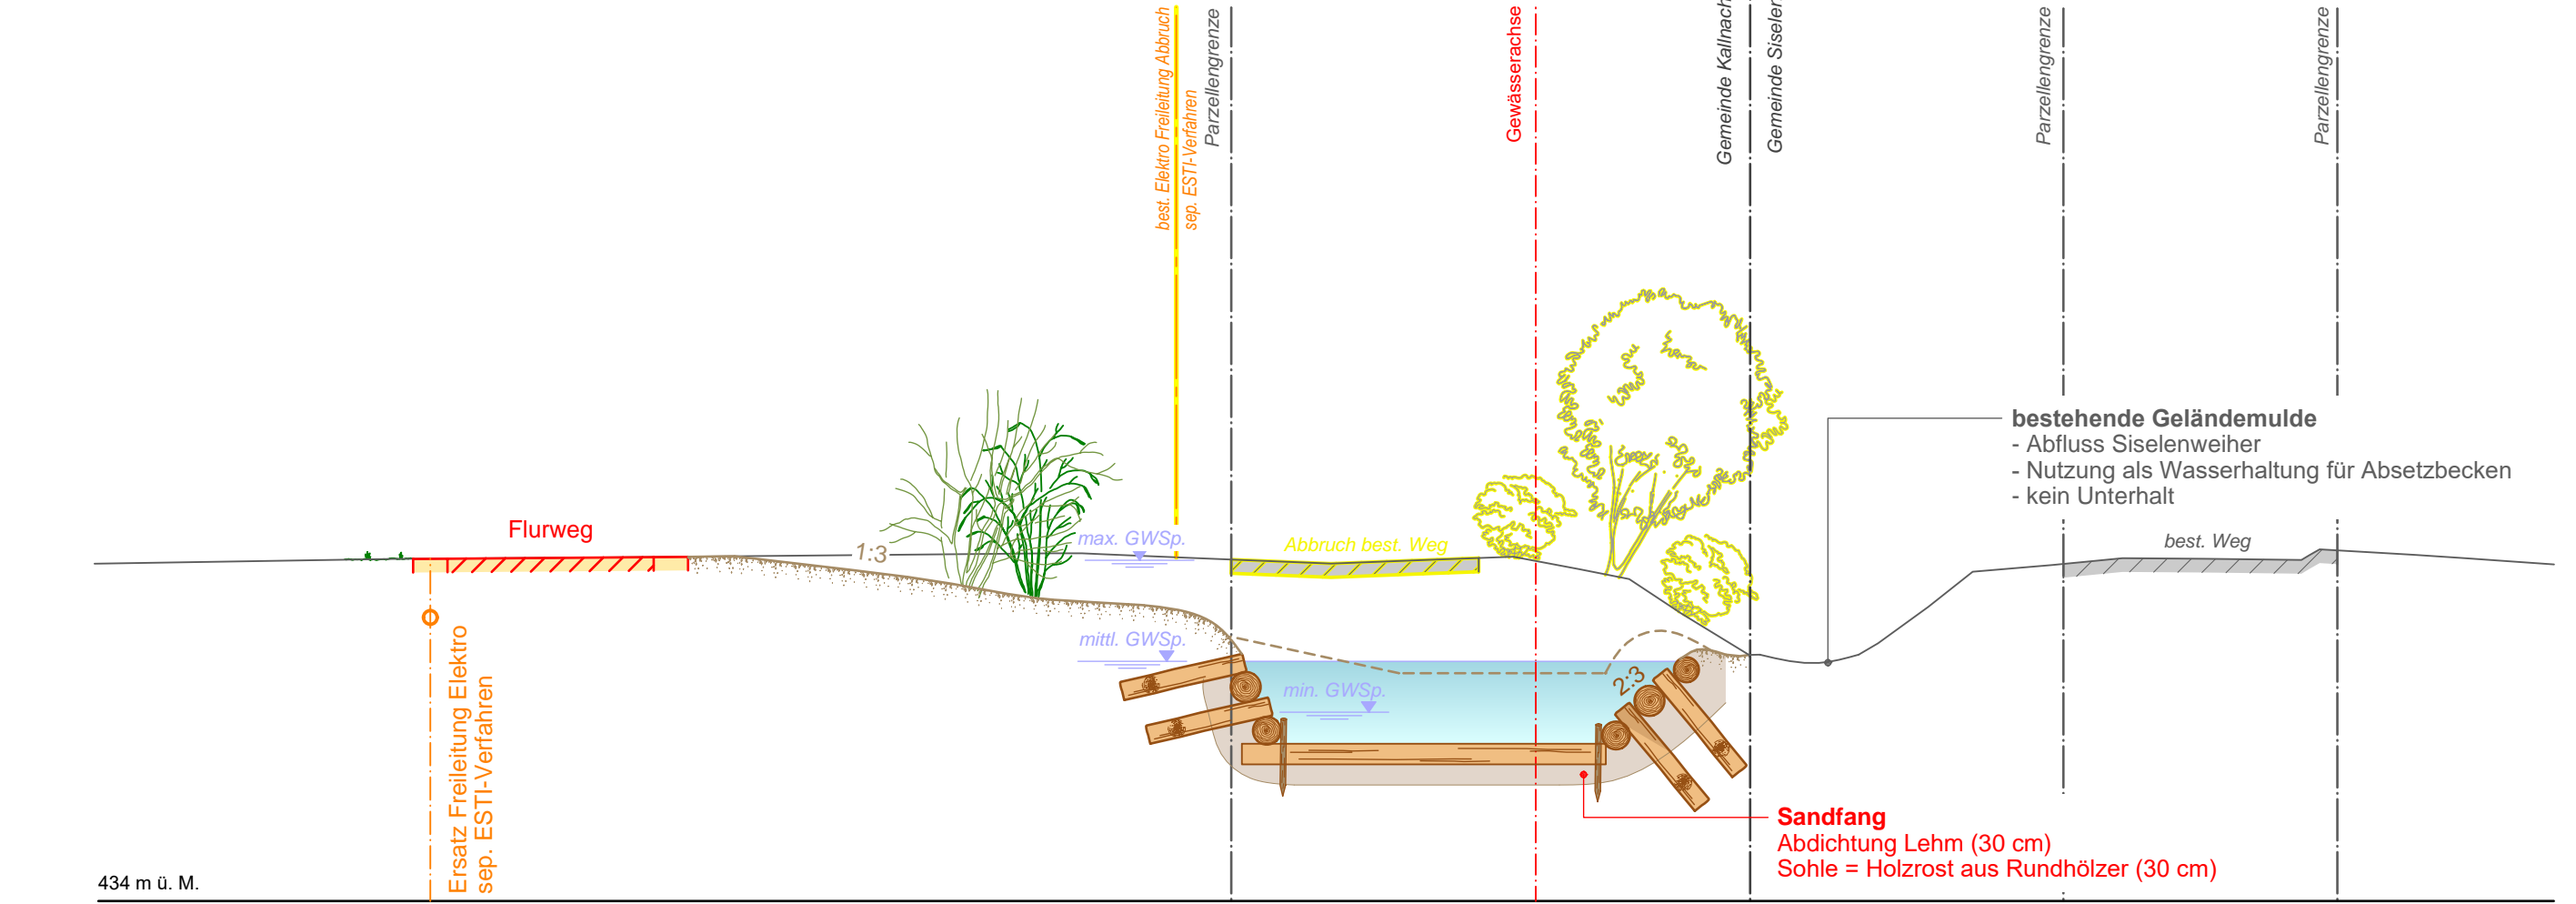 best. Elektro Freileitung Abbruch
sep. ESTI-Verfahren
Parzellengrenze
Gewässerachse
Gemeinde Kallnach
Gemeinde Siselen
Parzellengrenze
Parzellengrenze
bestehende Geländemulde
- Abfluss Siselenweiher
- Nutzung als Wasserhaltung für Absetzbecken
- kein Unterhalt
Flurweg
1:3
max. GWSp.
Abbruch best. Weg
best. Weg
mittl. GWSp.
min. GWSp.
2:3
Ersatz Freileitung Elektro
sep. ESTI-Verfahren
Sandfang
Abdichtung Lehm (30 cm)
Sohle = Holzrost aus Rundhölzer (30 cm)
434 m ü. M.